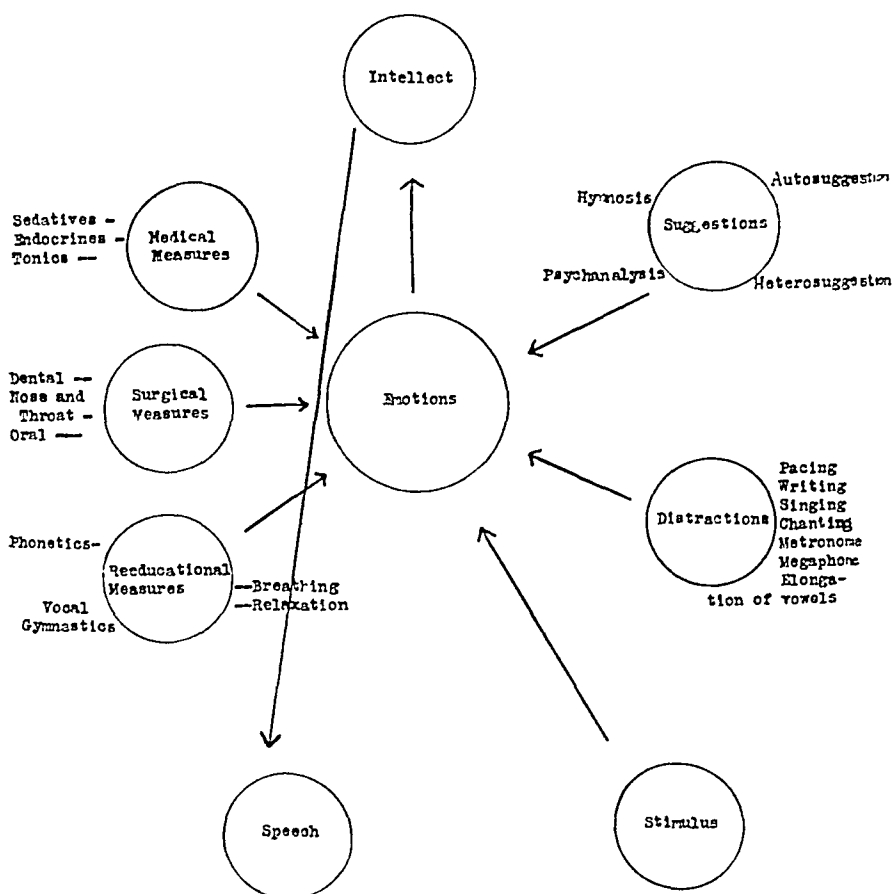 Intellect
Sedatives —
Endocrines —
Tonics —
Medical
Measures
Hypnosis
Autosuggestion
Suggestions
Psychanalysis
Heterosuggestion
Dental —
Nose and
Throat —
Oral —
Surgical
Measures
Emotions
Phonetics—
Reeducational
Measures
—Breathing
—Relaxation
Vocal
Gymnastics
Distractions
Pacing
Writing
Singing
Chanting
Metronome
Megaphone
Elonga-
tion of vowels
Speech
Stimulus